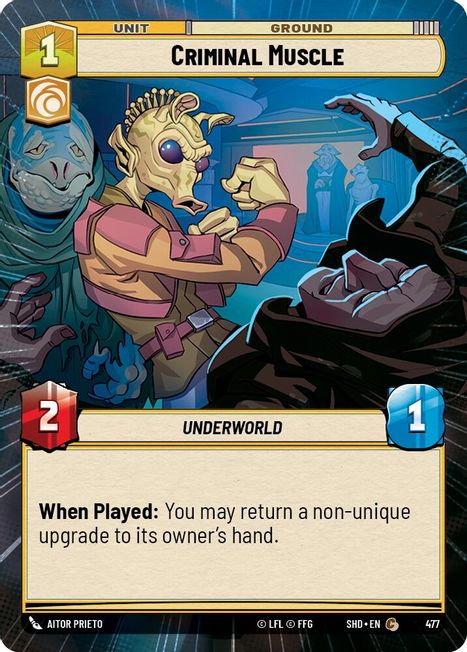 1
UNIT
GROUND
CRIMINAL MUSCLE
2
UNDERWORLD
1
When Played: You may return a non-unique
upgrade to its owner's hand.
AITOR PRIETO
© LFL © FFG
SHD • EN
C
477